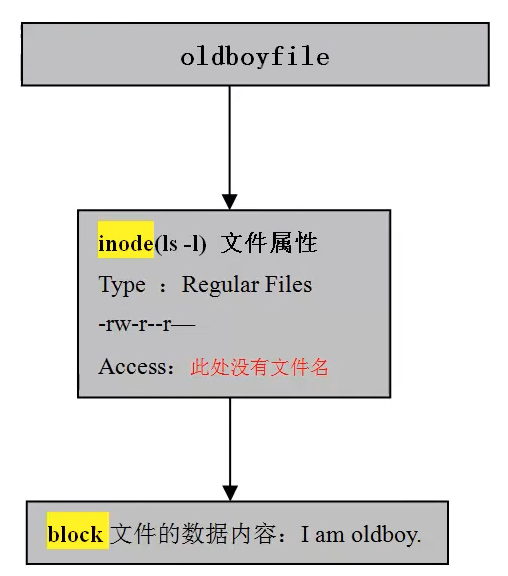 oldboyfile
inode(ls -l) 文件属性
Type ：Regular Files
-rw-r--r—
Access：此处没有文件名
block 文件的数据内容：I am oldboy.